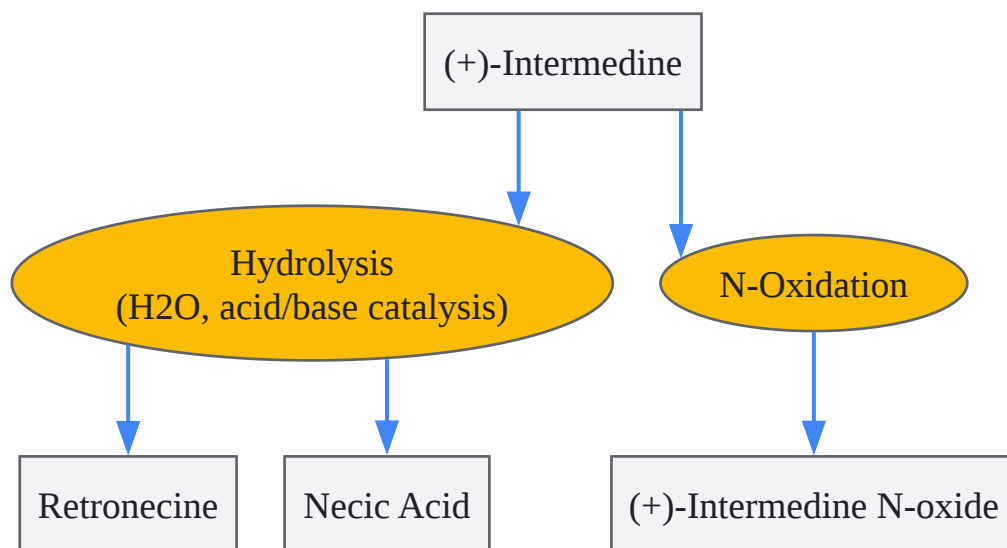 (+)-Intermedine
Hydrolysis
(H2O, acid/base catalysis)
N-Oxidation
Retronecine
Necic Acid
(+)-Intermedine N-oxide